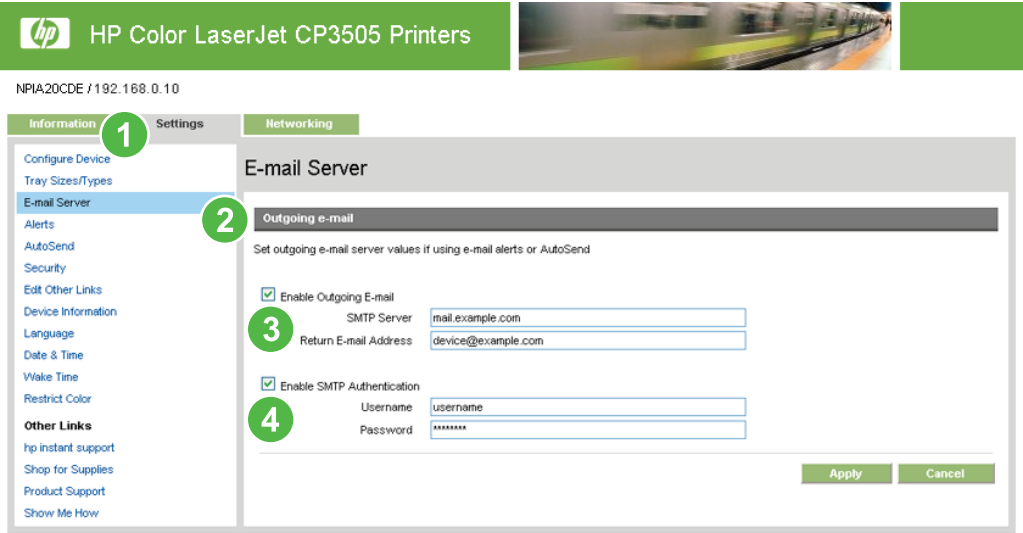 hp HP Color LaserJet CP3505 Printers
NPIA20CDE / 192.168.0.10
Information 1 Settings Networking
Configure Device
Tray Sizes/Types
E-mail Server
Alerts
AutoSend
Security
Edit Other Links
Device Information
Language
Date & Time
Wake Time
Restrict Color
Other Links
hp instant support
Shop for Supplies
Product Support
Show Me How
E-mail Server
2 Outgoing e-mail
Set outgoing e-mail server values if using e-mail alerts or AutoSend
Enable Outgoing E-mail
3
SMTP Server mail.example.com
Return E-mail Address device@example.com
Enable SMTP Authentication
4
Username username
Password ********
Apply Cancel